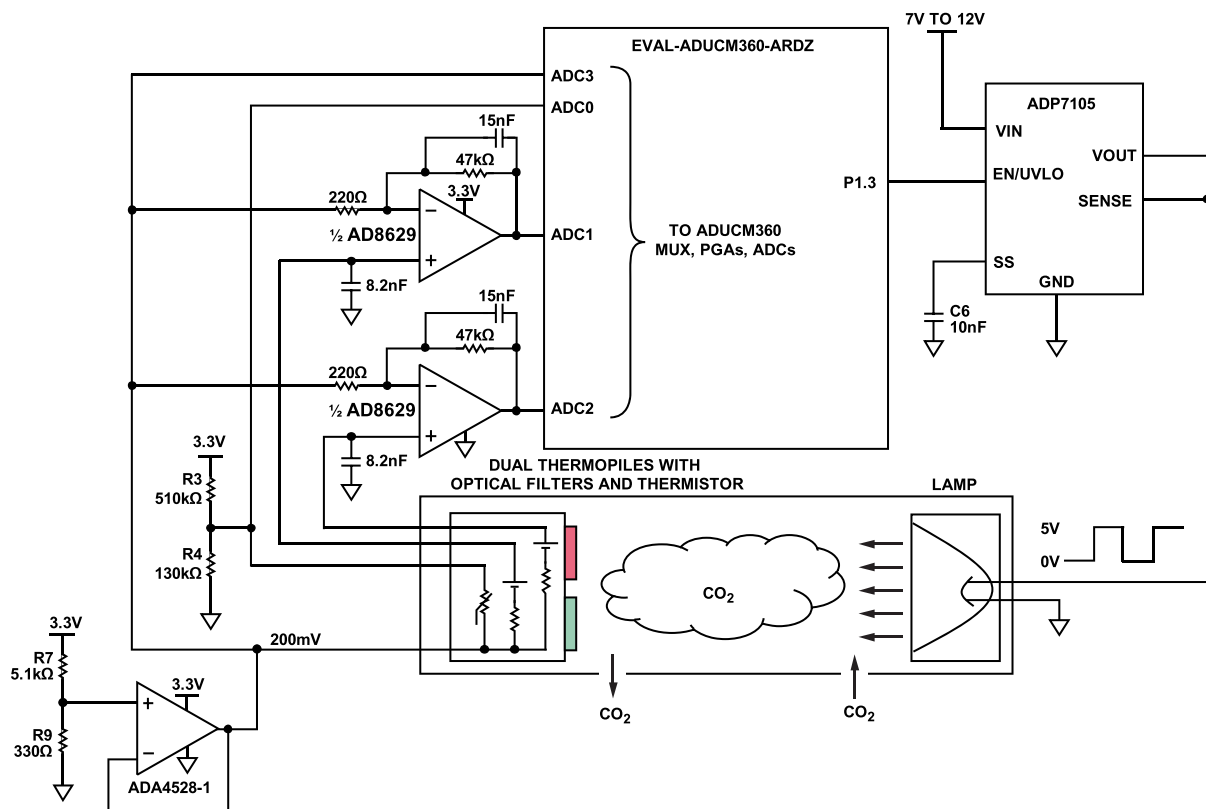 7V TO 12V
EVAL-ADUCM360-ARDZ
ADC3
ADC0
15nF
47kΩ
3.3V
220Ω
−
½ AD8629
+
8.2nF
ADC1
P1.3
TO ADUCM360
MUX, PGAs, ADCs
ADP7105
VIN
VOUT
EN/UVLO
SENSE
SS
GND
C6
10nF
15nF
47kΩ
220Ω
−
½ AD8629
+
8.2nF
ADC2
3.3V
R3
510kΩ
R4
130kΩ
DUAL THERMOPILES WITH
OPTICAL FILTERS AND THERMISTOR
LAMP
5V
0V
CO2
200mV
CO2
CO2
3.3V
R7
5.1kΩ
3.3V
+
−
R9
330Ω
ADA4528-1